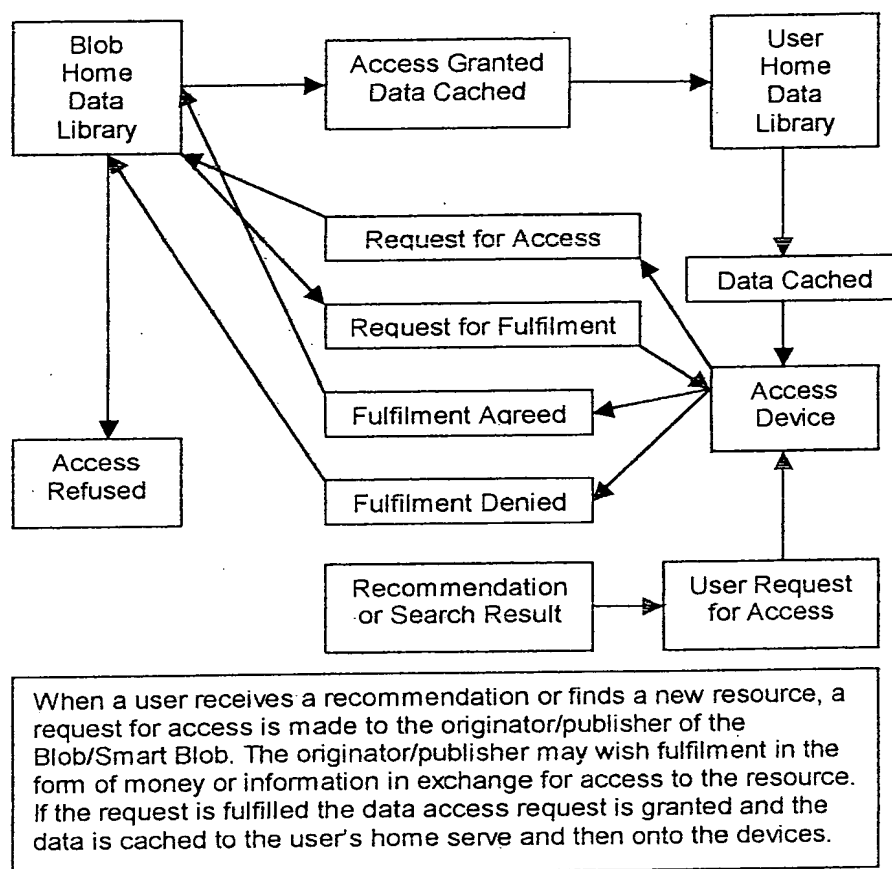 Blob
Home
Data
Library
Access Granted
Data Cached
User
Home
Data
Library
Request for Access
Data Cached
Request for Fulfilment
Access
Device
Fulfilment Agreed
Access
Refused
Fulfilment Denied
Recommendation
or Search Result
User Request
for Access
When a user receives a recommendation or finds a new resource, a
request for access is made to the originator/publisher of the
Blob/Smart Blob. The originator/publisher may wish fulfilment in the
form of money or information in exchange for access to the resource.
If the request is fulfilled the data access request is granted and the
data is cached to the user's home serve and then onto the devices.